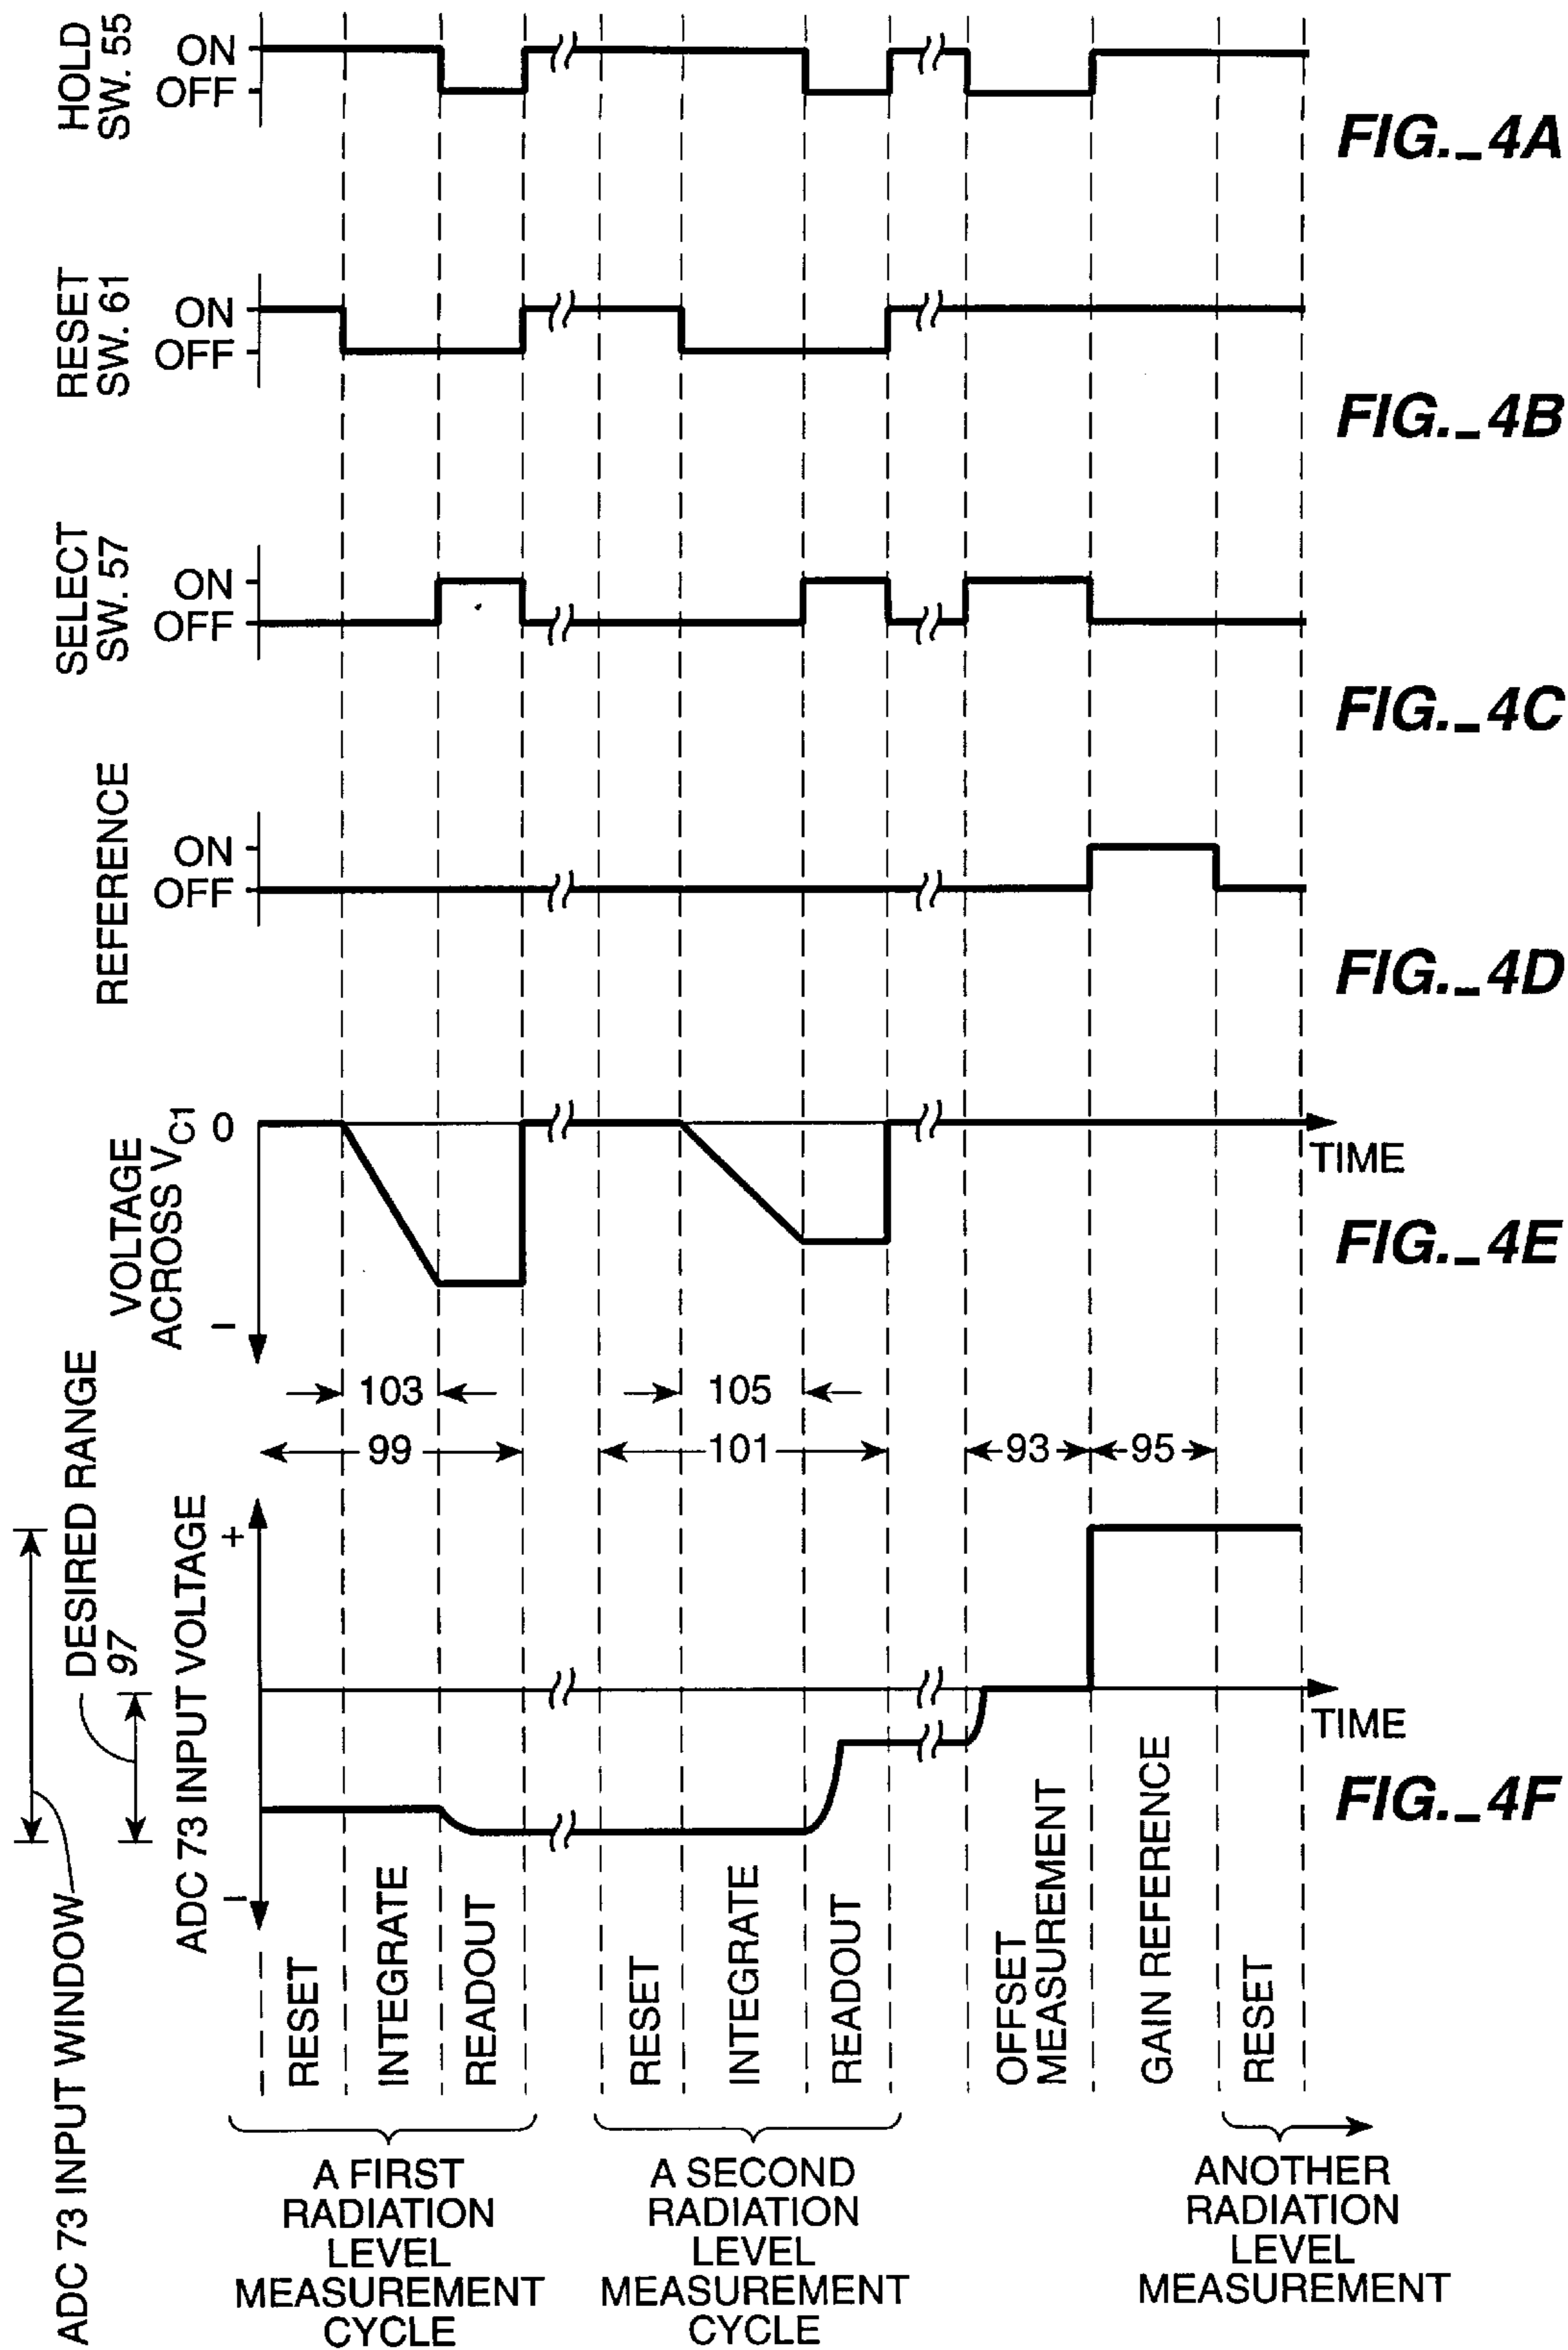 HOLD
SW. 55
ON
OFF
FIG._4A
RESET
SW. 61
ON
OFF
FIG._4B
SELECT
SW. 57
ON
OFF
FIG._4C
REFERENCE
ON
OFF
FIG._4D
VOLTAGE
ACROSS VC1
0
–
TIME
FIG._4E
103
105
99
101
93
95
ADC 73 INPUT WINDOW
DESIRED RANGE
97
ADC 73 INPUT VOLTAGE
+
–
TIME
FIG._4F
RESET
INTEGRATE
READOUT
RESET
INTEGRATE
READOUT
OFFSET
MEASUREMENT
GAIN REFERENCE
RESET
A FIRST
RADIATION
LEVEL
MEASUREMENT
CYCLE
A SECOND
RADIATION
LEVEL
MEASUREMENT
CYCLE
ANOTHER
RADIATION
LEVEL
MEASUREMENT